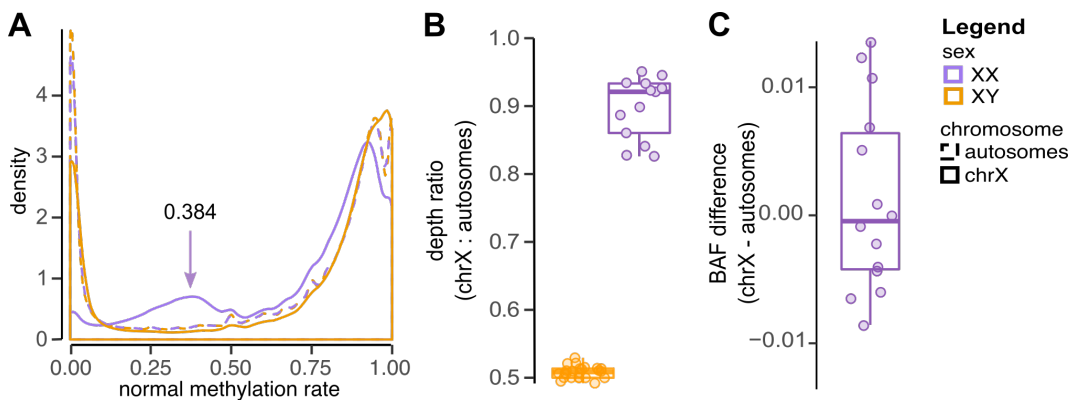 A
density
4
3
2
1
0
0.384
0.00
0.25
0.50
0.75
1.00
normal methylation rate
B
depth ratio
(chrX : autosomes)
1.0
0.9
0.8
0.7
0.6
0.5
C
BAF difference
(chrX - autosomes)
0.01
0.00
−0.01
Legend
sex
XX
XY
chromosome
autosomes
chrX